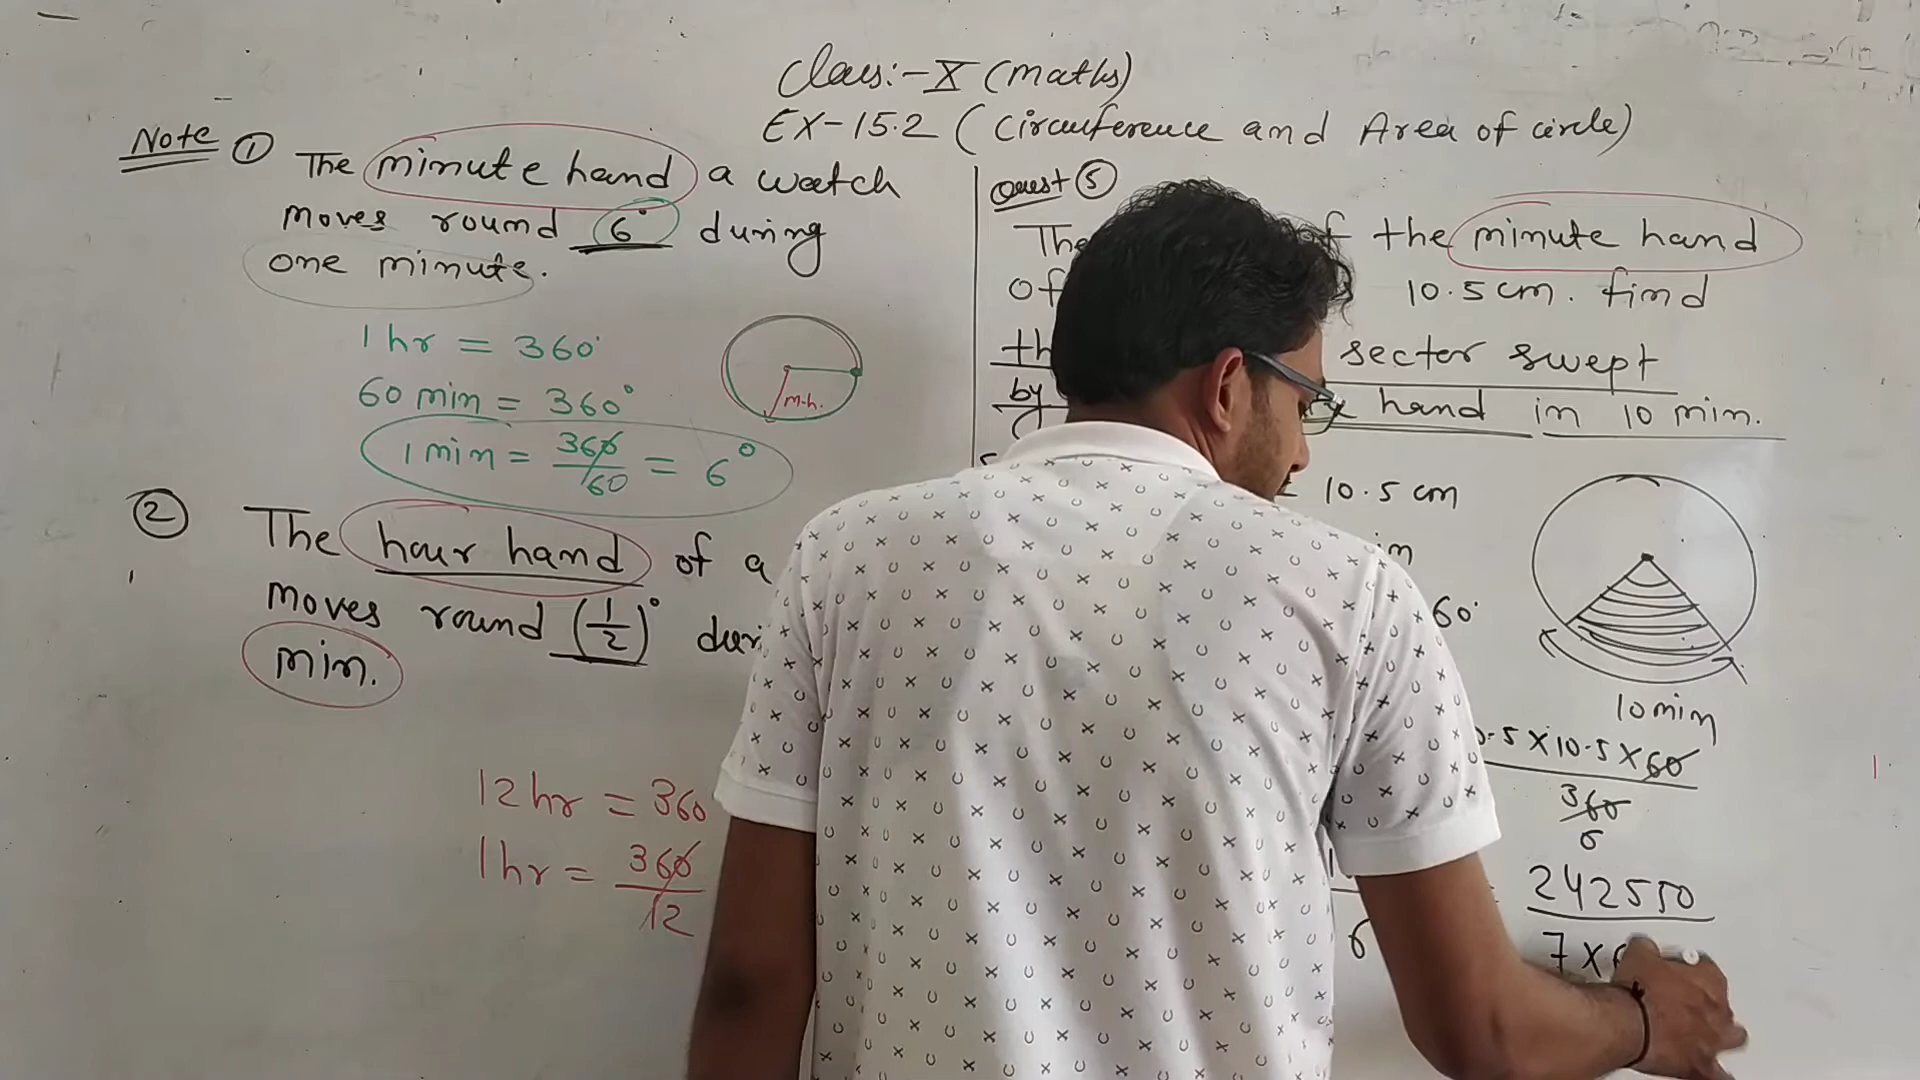 Class:- X (maths)
EX-15.2 (Circumference and Area of circle)
Note ① The minute hand a watch
moves round 6° during
one minute.
1 hr = 360°
60 min = 360°
1 min = 360/60 = 6°
m.h.
② The hour hand of a
moves round (1/2)°
min.
12 hr = 360
1 hr = 360/12
Quest ⑤
The of the minute hand
of 10.5 cm. find
sector swept
by hand in 10 min.
= 10.5 cm
60°
10 min
.5 X 10.5 X 60
360
6
6
242550
7 X